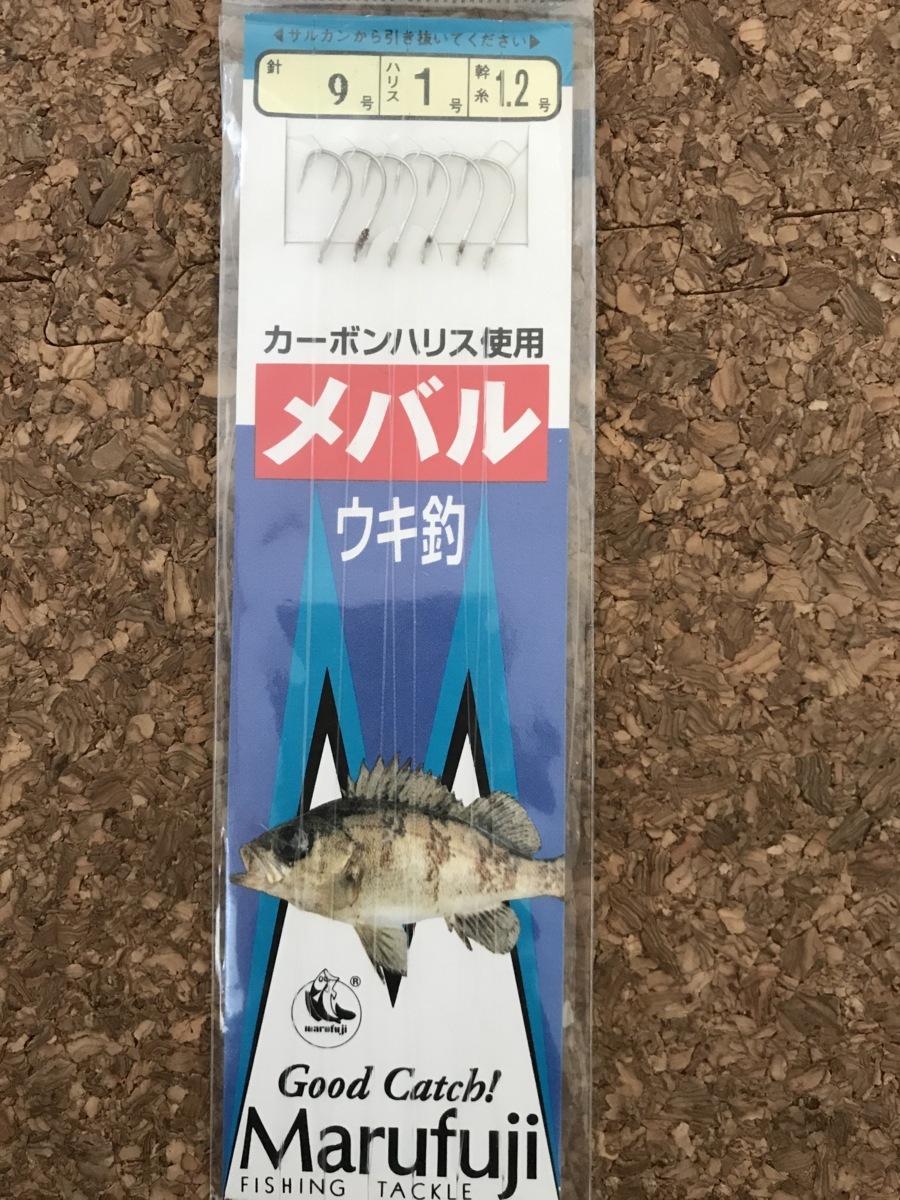 ◀サルカンから引き抜いてください▶
針 9号 ハリス 1号 幹糸 1.2号
カーボンハリス使用
メバル
ウキ釣
®
marufuji
Good Catch!
Marufuji
FISHING TACKLE